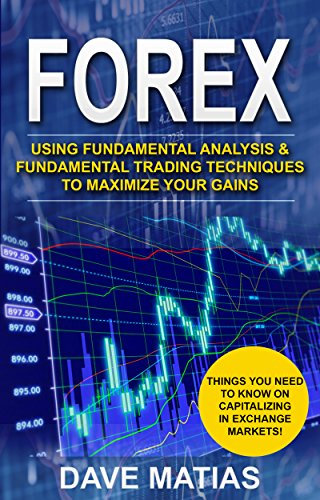 FOREX
USING FUNDAMENTAL ANALYSIS &
FUNDAMENTAL TRADING TECHNIQUES
TO MAXIMIZE YOUR GAINS
900.00
899.50
899.00
898.00
897.50
897.00
896.00
895.00
894.00
THINGS YOU NEED
TO KNOW ON
CAPITALIZING
IN EXCHANGE
MARKETS!
DAVE MATIAS